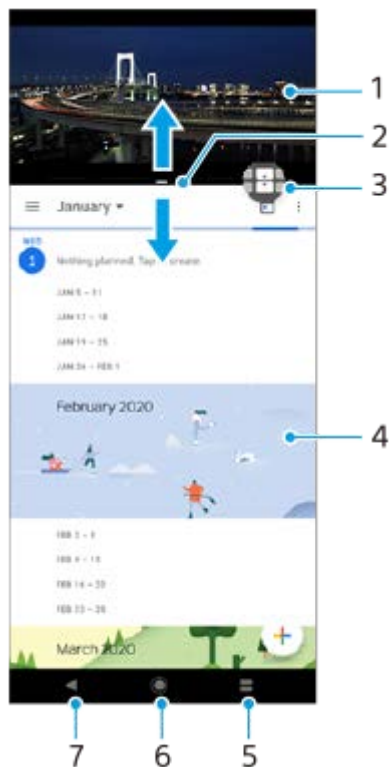 1
2
3
January
WED
1 Nothing planned. Tap to create.
JAN 5 – 11
JAN 12 – 18
JAN 19 – 25
JAN 26 – FEB 1
February 2020
4
FEB 2 – 8
FEB 9 – 15
FEB 16 – 22
FEB 23 – 29
March 2020
7 6 5